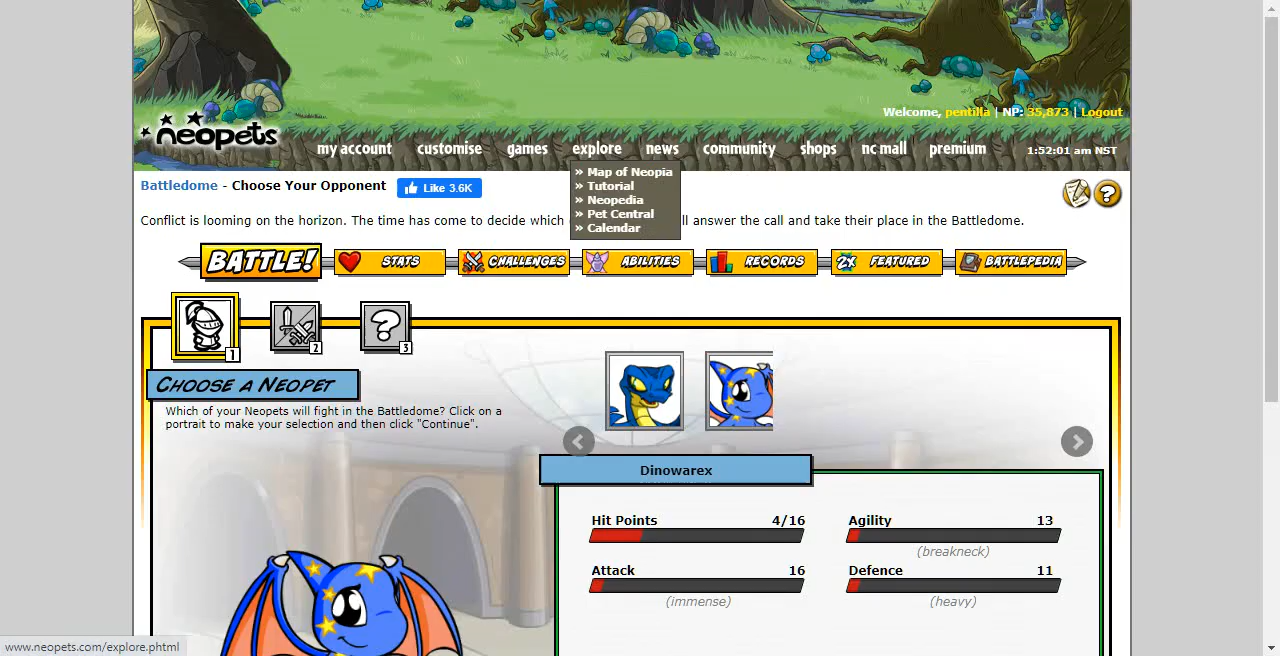 Welcome, pentilla | NP: 35,873 | Logout
neopets
my account customise games explore news community shops nc mall premium 1:52:01 am NST
» Map of Neopia
» Tutorial
» Neopedia
» Pet Central
» Calendar
Battledome - Choose Your Opponent Like 3.6K
Conflict is looming on the horizon. The time has come to decide which ll answer the call and take their place in the Battledome.
BATTLE! STATS CHALLENGES ABILITIES RECORDS 2X FEATURED BATTLEPEDIA
1 2 3
CHOOSE A NEOPET
Which of your Neopets will fight in the Battledome? Click on a
portrait to make your selection and then click "Continue".
Dinowarex
Hit Points 4/16 Agility 13
(breakneck)
Attack 16 Defence 11
(immense) (heavy)
www.neopets.com/explore.phtml